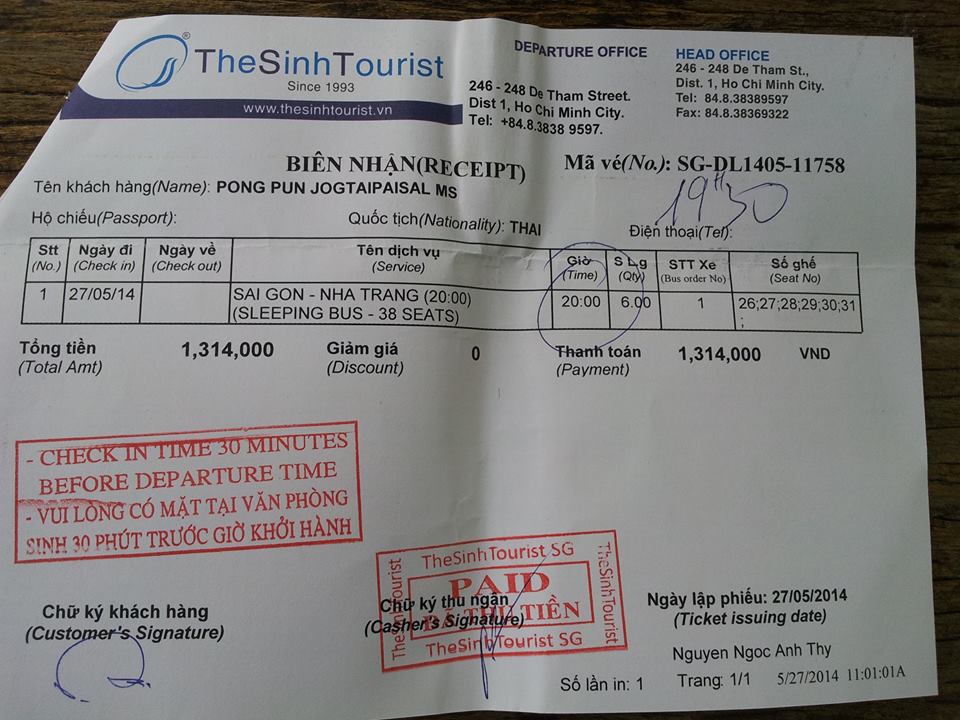 TheSinhTourist®
Since 1993
www.thesinhtourist.vn
DEPARTURE OFFICE
246 - 248 De Tham Street.
Dist 1, Ho Chi Minh City.
Tel: +84.8.3838 9597.
HEAD OFFICE
246 - 248 De Tham St.,
Dist. 1, Ho Chi Minh City.
Tel: 84.8.38389597
Fax: 84.8.38369322
BIÊN NHẬN(RECEIPT)
Mã vé(No.): SG-DL1405-11758
Tên khách hàng(Name): PONG PUN JOGTAIPAISAL MS
19H30
Hộ chiếu(Passport):
Quốc tịch(Nationality): THAI
Điện thoại(Tel):
Stt Ngày đi Ngày về Tên dịch vụ Giờ S Lg STT Xe Số ghế
(No.) (Check in) (Check out) (Service) (Time) (Qty) (Bus order No) (Seat No)
1 27/05/14 SAI GON - NHA TRANG (20:00) 20:00 6.00 1 26;27;28;29;30;31
(SLEEPING BUS - 38 SEATS) ;
Tổng tiền 1,314,000 Giảm giá 0 Thanh toán 1,314,000 VND
(Total Amt) (Discount) (Payment)
- CHECK IN TIME 30 MINUTES
BEFORE DEPARTURE TIME
- VUI LÒNG CÓ MẶT TẠI VĂN PHÒNG
SINH 30 PHÚT TRƯỚC GIỜ KHỞI HÀNH
TheSinhTourist SG
TheSinhTourist
TheSinhTourist
PAID
ĐÃ THU TIỀN
TheSinhTourist SG
Chữ ký khách hàng
(Customer's Signature)
Chữ ký thu ngân
(Casher's Signature)
Ngày lập phiếu: 27/05/2014
(Ticket issuing date)
Nguyen Ngoc Anh Thy
Số lần in: 1 Trang: 1/1 5/27/2014 11:01:01A